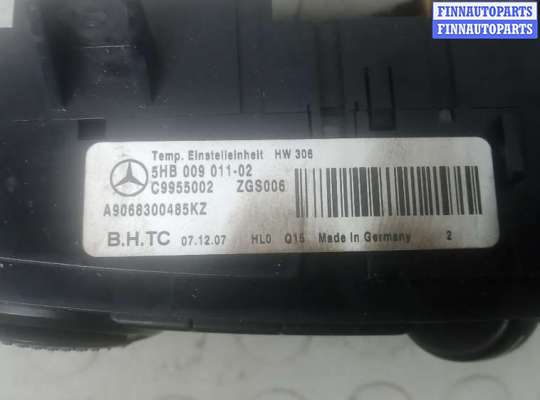 FINNAUTOPARTS
FINNAUTOPARTS
Temp. Einstelleinheit HW 306
5HB 009 011-02
C9955002 ZGS006
A9068300485KZ
B.H.TC 07.12.07 HL0 Q15 Made in Germany 2